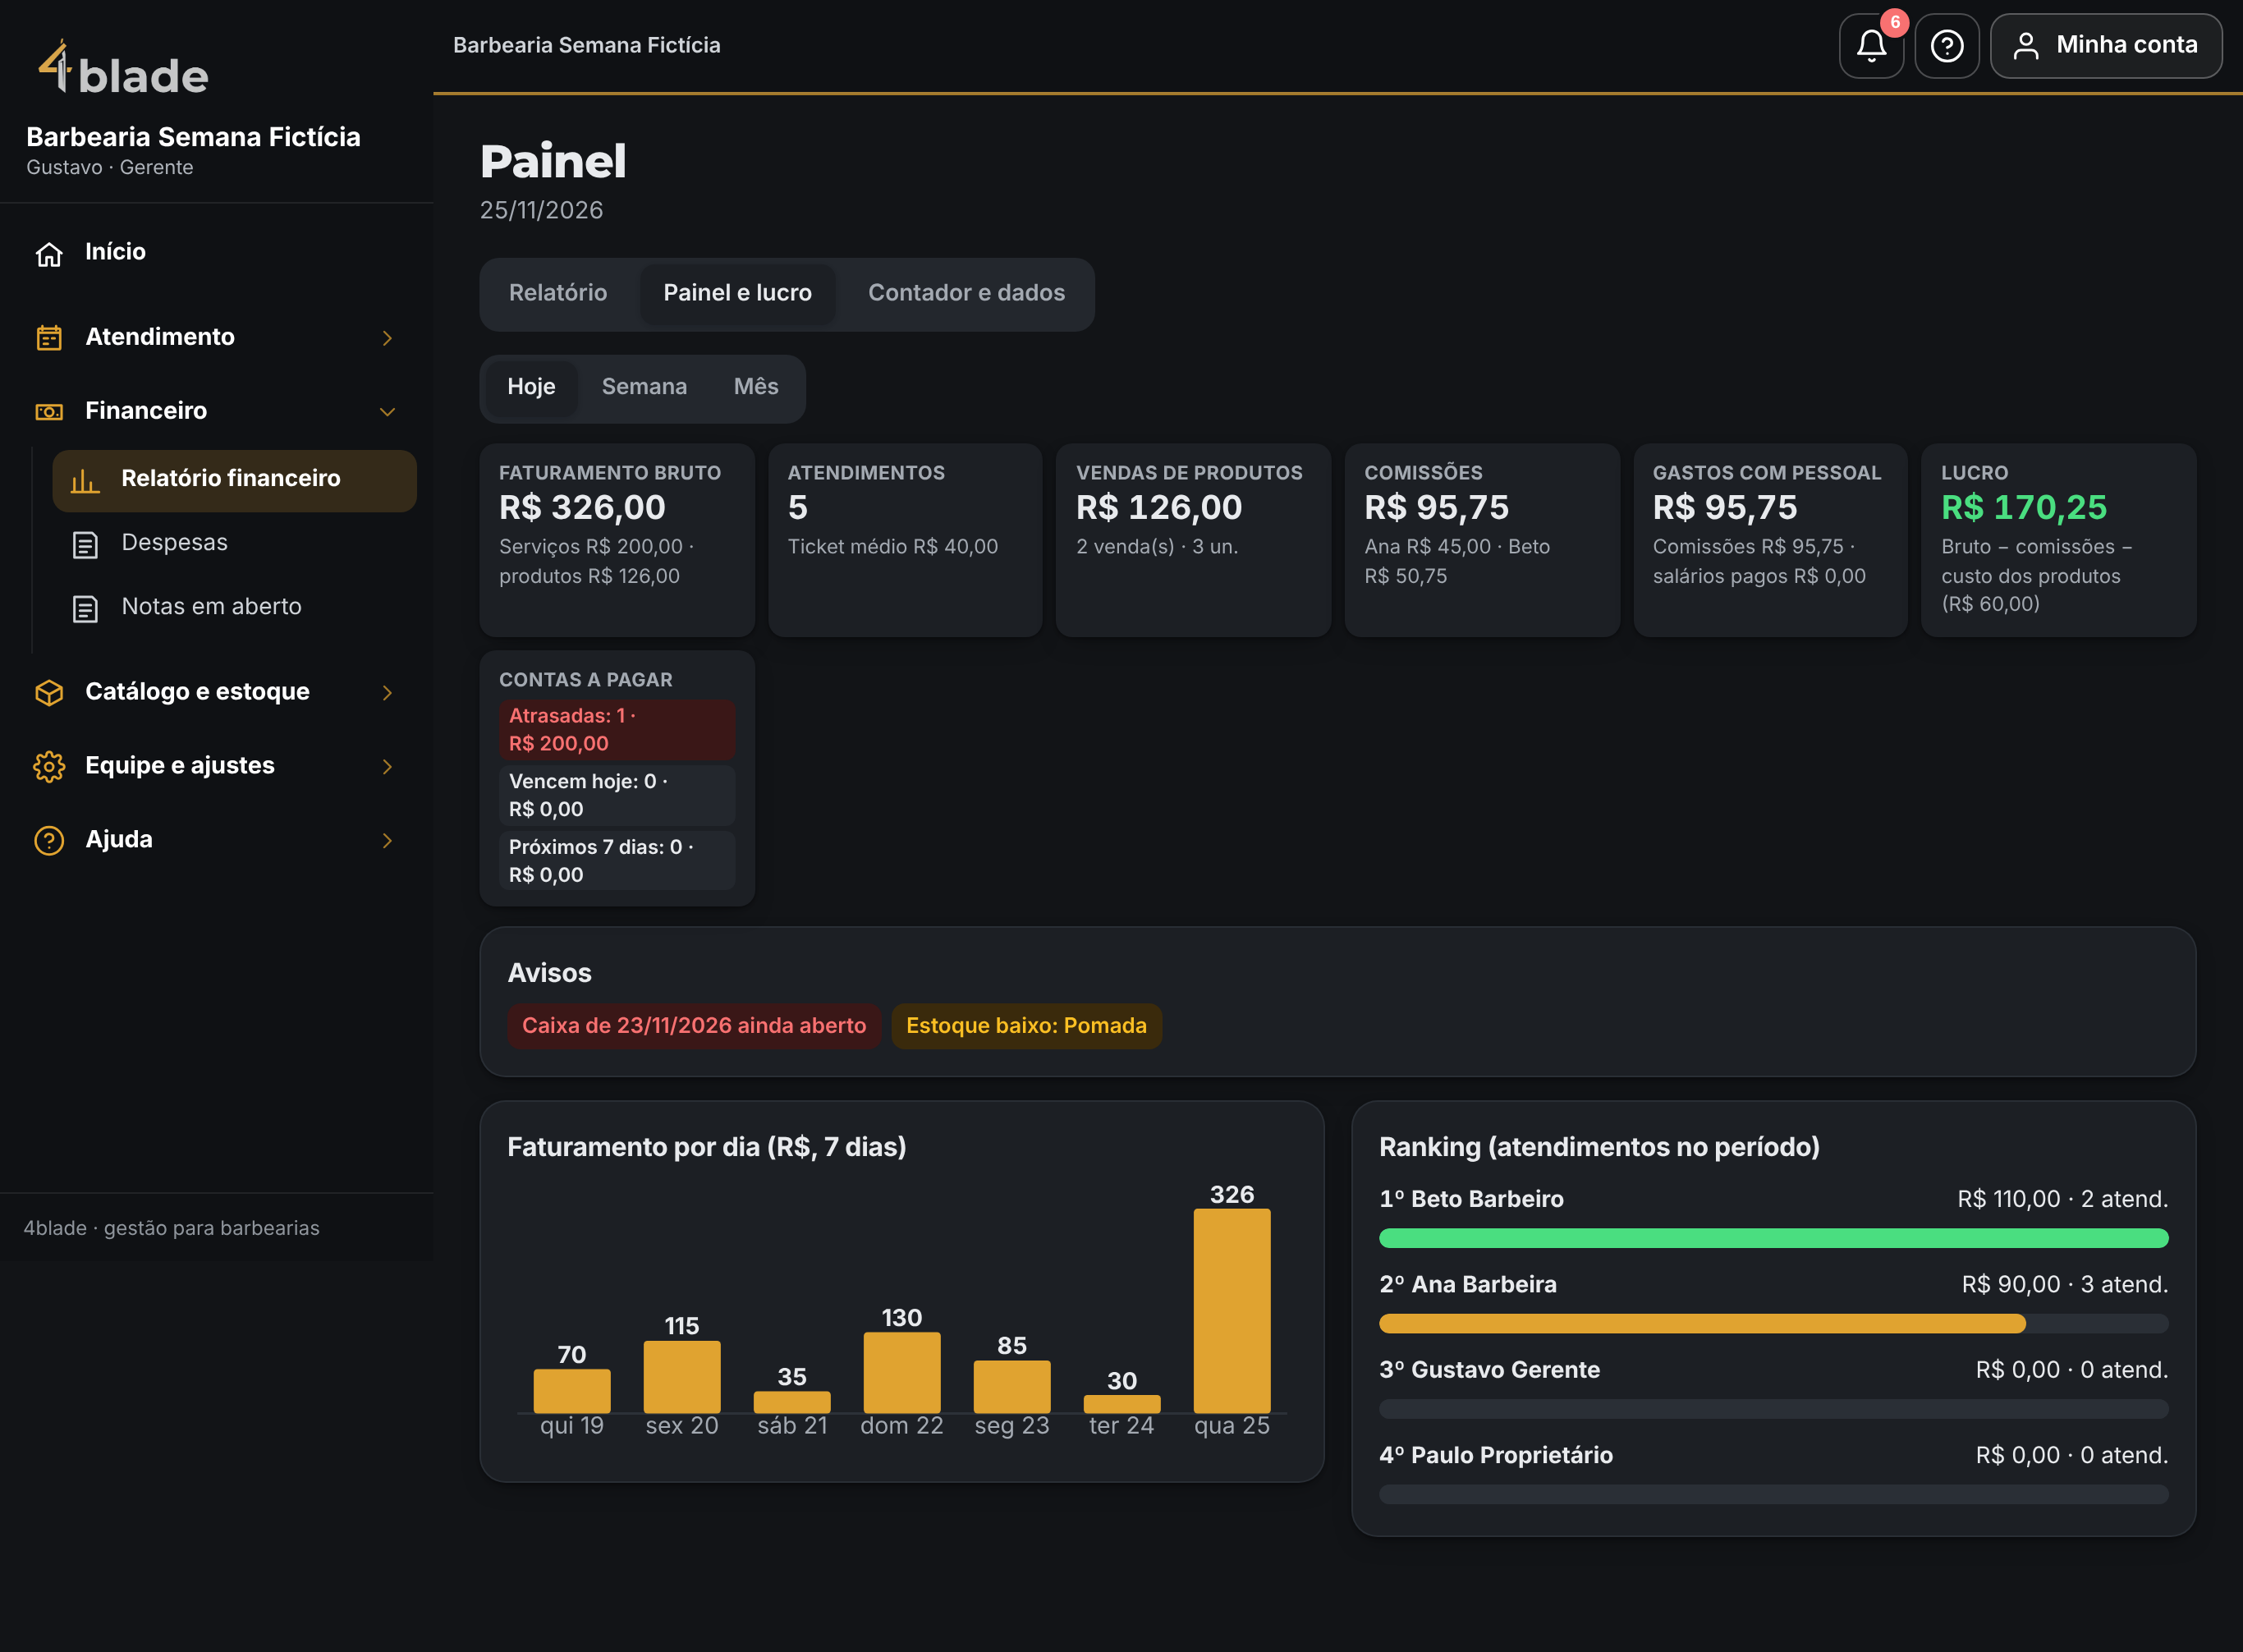 4blade
Barbearia Semana Fictícia
Gustavo · Gerente
Início
Atendimento
Financeiro
Relatório financeiro
Despesas
Notas em aberto
Catálogo e estoque
Equipe e ajustes
Ajuda
4blade · gestão para barbearias
Barbearia Semana Fictícia
6
Minha conta
Painel
25/11/2026
Relatório
Painel e lucro
Contador e dados
Hoje
Semana
Mês
FATURAMENTO BRUTO
R$ 326,00
Serviços R$ 200,00 ·
produtos R$ 126,00
ATENDIMENTOS
5
Ticket médio R$ 40,00
VENDAS DE PRODUTOS
R$ 126,00
2 venda(s) · 3 un.
COMISSÕES
R$ 95,75
Ana R$ 45,00 · Beto
R$ 50,75
GASTOS COM PESSOAL
R$ 95,75
Comissões R$ 95,75 ·
salários pagos R$ 0,00
LUCRO
R$ 170,25
Bruto − comissões −
custo dos produtos
(R$ 60,00)
CONTAS A PAGAR
Atrasadas: 1 ·
R$ 200,00
Vencem hoje: 0 ·
R$ 0,00
Próximos 7 dias: 0 ·
R$ 0,00
Avisos
Caixa de 23/11/2026 ainda aberto
Estoque baixo: Pomada
Faturamento por dia (R$, 7 dias)
70
115
35
130
85
30
326
qui 19
sex 20
sáb 21
dom 22
seg 23
ter 24
qua 25
Ranking (atendimentos no período)
1º Beto Barbeiro
R$ 110,00 · 2 atend.
2º Ana Barbeira
R$ 90,00 · 3 atend.
3º Gustavo Gerente
R$ 0,00 · 0 atend.
4º Paulo Proprietário
R$ 0,00 · 0 atend.